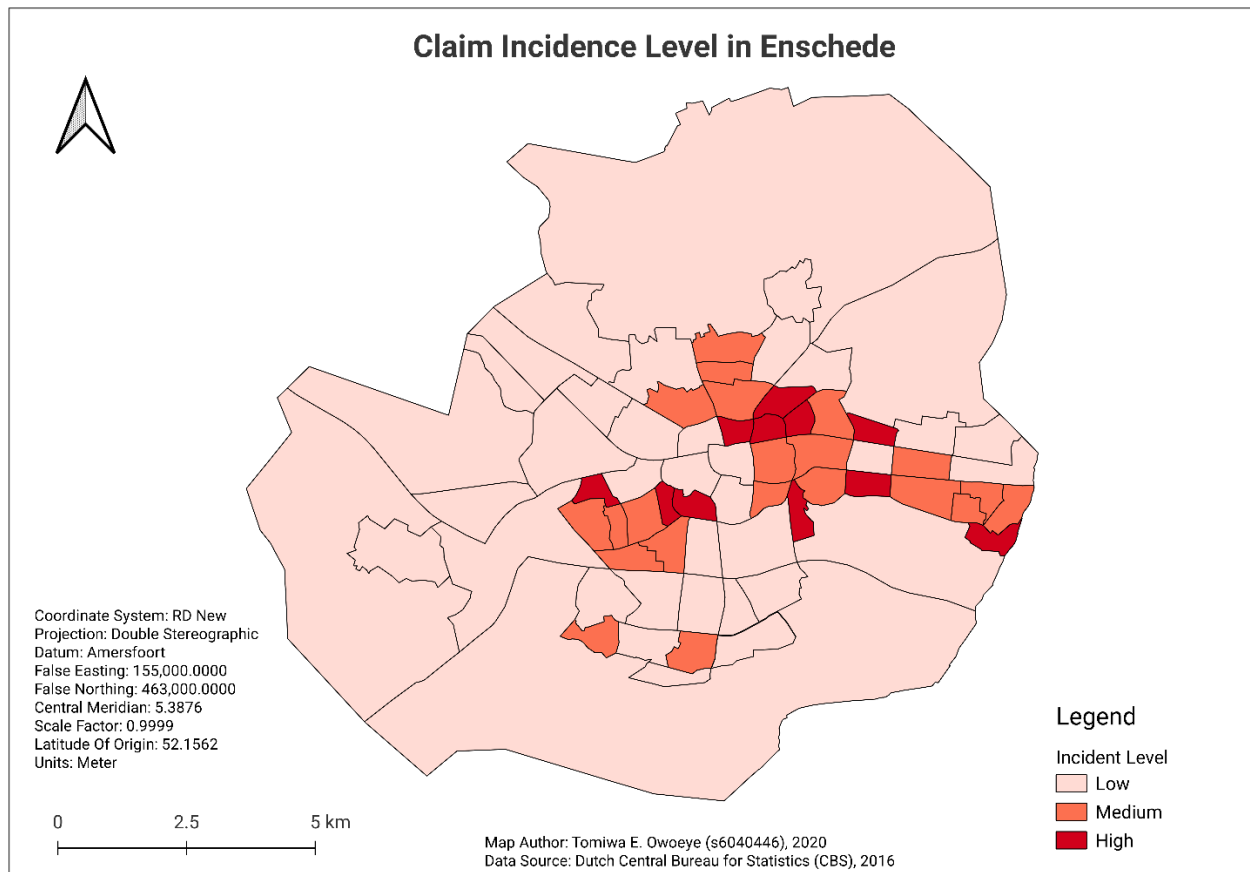 Claim Incidence Level in Enschede
Coordinate System: RD New
Projection: Double Stereographic
Datum: Amersfoort
False Easting: 155,000.0000
False Northing: 463,000.0000
Central Meridian: 5.3876
Scale Factor: 0.9999
Latitude Of Origin: 52.1562
Units: Meter
0 2.5 5 km
Map Author: Tomiwa E. Owoeye (s6040446), 2020
Data Source: Dutch Central Bureau for Statistics (CBS), 2016
Legend
Incident Level
Low
Medium
High